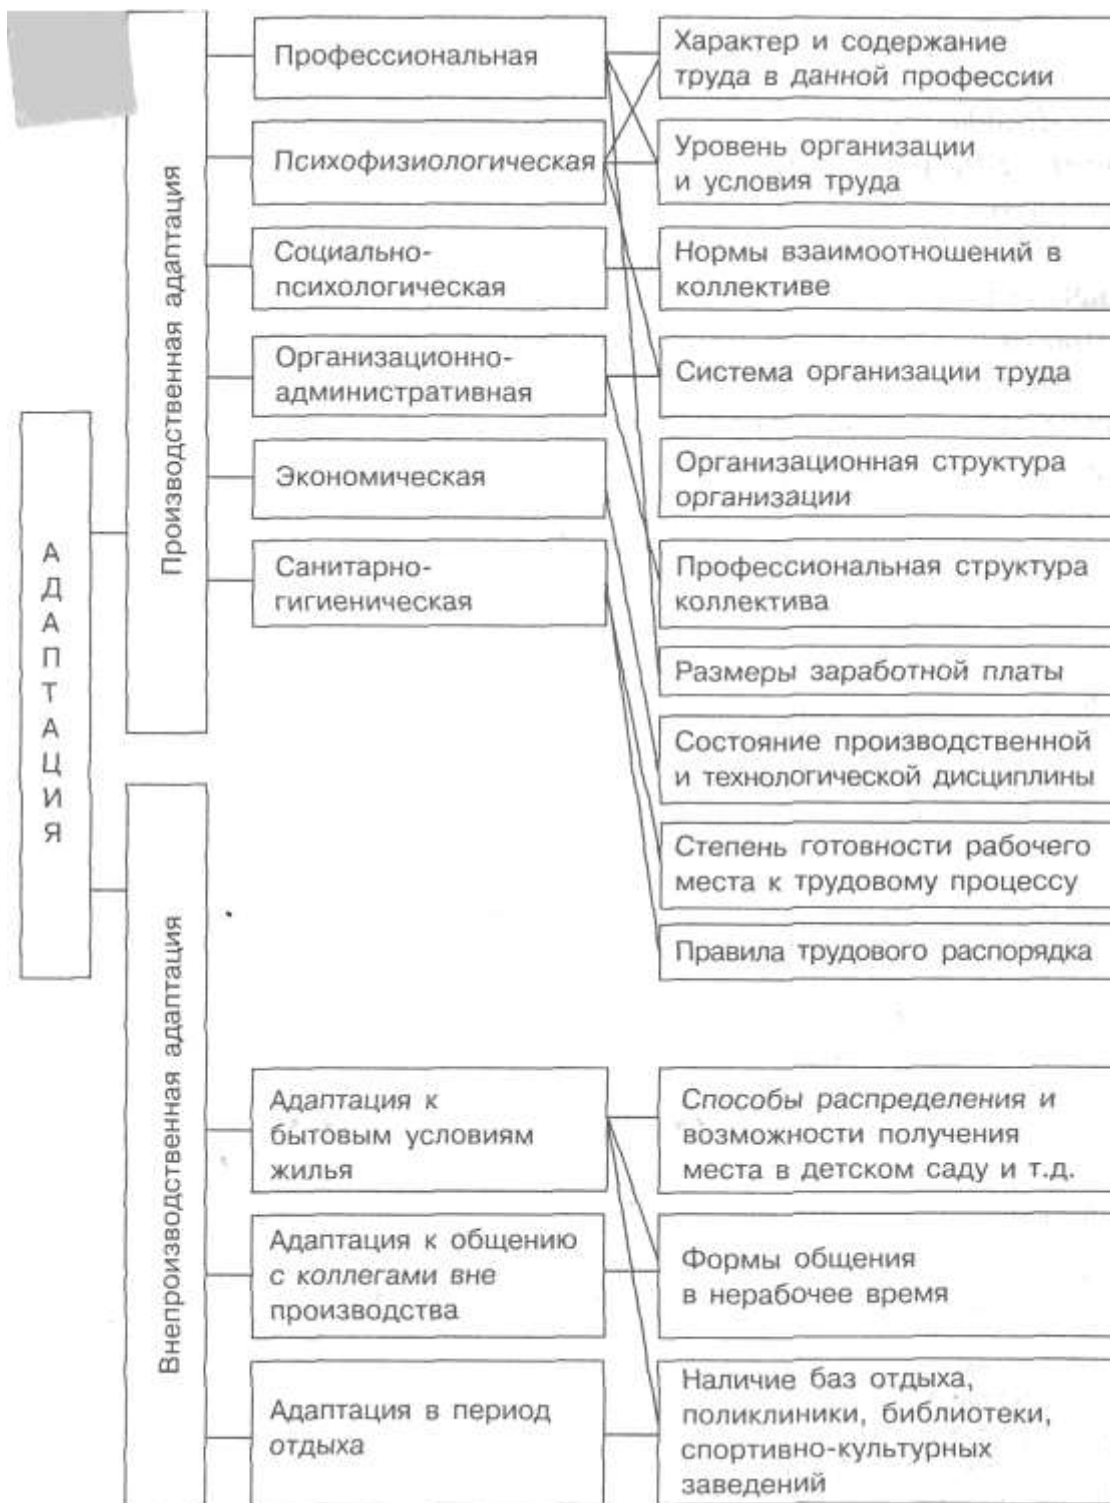 АДАПТАЦИЯ
Производственная адаптация
Профессиональная
Психофизиологическая
Социально-
психологическая
Организационно-
административная
Экономическая
Санитарно-
гигиеническая
Характер и содержание
труда в данной профессии
Уровень организации
и условия труда
Нормы взаимоотношений в
коллективе
Система организации труда
Организационная структура
организации
Профессиональная структура
коллектива
Размеры заработной платы
Состояние производственной
и технологической дисциплины
Степень готовности рабочего
места к трудовому процессу
Правила трудового распорядка
Внепроизводственная адаптация
Адаптация к
бытовым условиям
жилья
Адаптация к общению
с коллегами вне
производства
Адаптация в период
отдыха
Способы распределения и
возможности получения
места в детском саду и т.д.
Формы общения
в нерабочее время
Наличие баз отдыха,
поликлиники, библиотеки,
спортивно-культурных
заведений